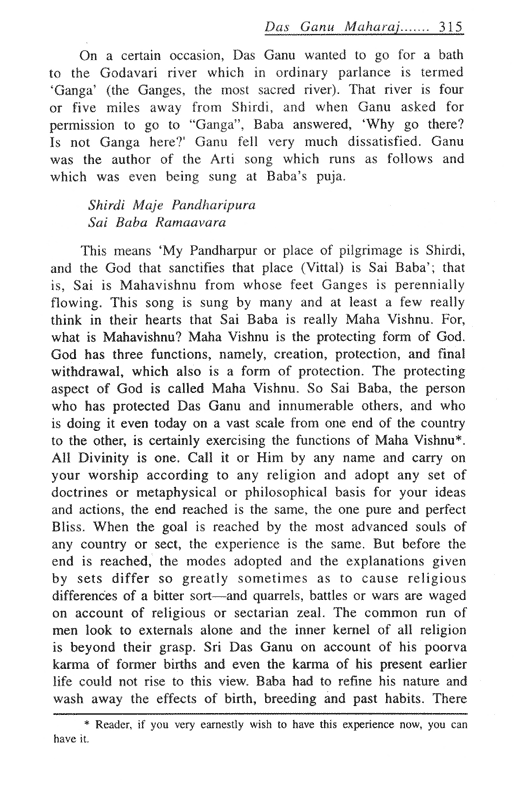 Das Ganu Maharaj....... 315
On a certain occasion, Das Ganu wanted to go for a bath
to the Godavari river which in ordinary parlance is termed
‘Ganga’ (the Ganges, the most sacred river). That river is four
or five miles away from Shirdi, and when Ganu asked for
permission to go to “Ganga”, Baba answered, ‘Why go there?
Is not Ganga here?’ Ganu fell very much dissatisfied. Ganu
was the author of the Arti song which runs as follows and
which was even being sung at Baba’s puja.
Shirdi Maje Pandharipura
Sai Baba Ramaavara
This means ‘My Pandharpur or place of pilgrimage is Shirdi,
and the God that sanctifies that place (Vittal) is Sai Baba’; that
is, Sai is Mahavishnu from whose feet Ganges is perennially
flowing. This song is sung by many and at least a few really
think in their hearts that Sai Baba is really Maha Vishnu. For,
what is Mahavishnu? Maha Vishnu is the protecting form of God.
God has three functions, namely, creation, protection, and final
withdrawal, which also is a form of protection. The protecting
aspect of God is called Maha Vishnu. So Sai Baba, the person
who has protected Das Ganu and innumerable others, and who
is doing it even today on a vast scale from one end of the country
to the other, is certainly exercising the functions of Maha Vishnu*.
All Divinity is one. Call it or Him by any name and carry on
your worship according to any religion and adopt any set of
doctrines or metaphysical or philosophical basis for your ideas
and actions, the end reached is the same, the one pure and perfect
Bliss. When the goal is reached by the most advanced souls of
any country or sect, the experience is the same. But before the
end is reached, the modes adopted and the explanations given
by sets differ so greatly sometimes as to cause religious
differences of a bitter sort—and quarrels, battles or wars are waged
on account of religious or sectarian zeal. The common run of
men look to externals alone and the inner kernel of all religion
is beyond their grasp. Sri Das Ganu on account of his poorva
karma of former births and even the karma of his present earlier
life could not rise to this view. Baba had to refine his nature and
wash away the effects of birth, breeding and past habits. There
* Reader, if you very earnestly wish to have this experience now, you can
have it.